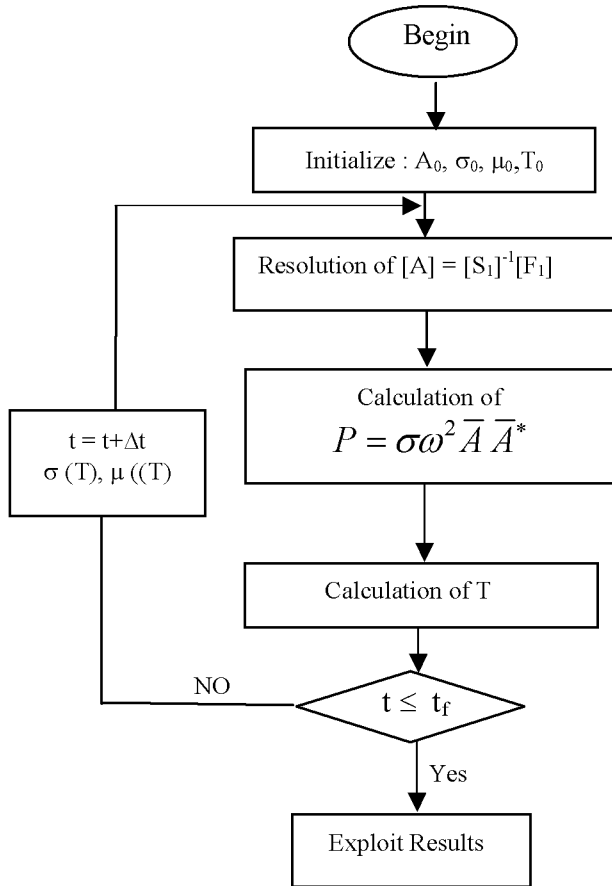 Begin
Initialize : A₀, σ₀, μ₀,T₀
Resolution of [A] = [S₁]⁻¹[F₁]
Calculation of
P = σω² A̅ A̅*
t = t+Δt
σ (T), μ ((T)
Calculation of T
NO
t ≤ t_f
Yes
Exploit Results